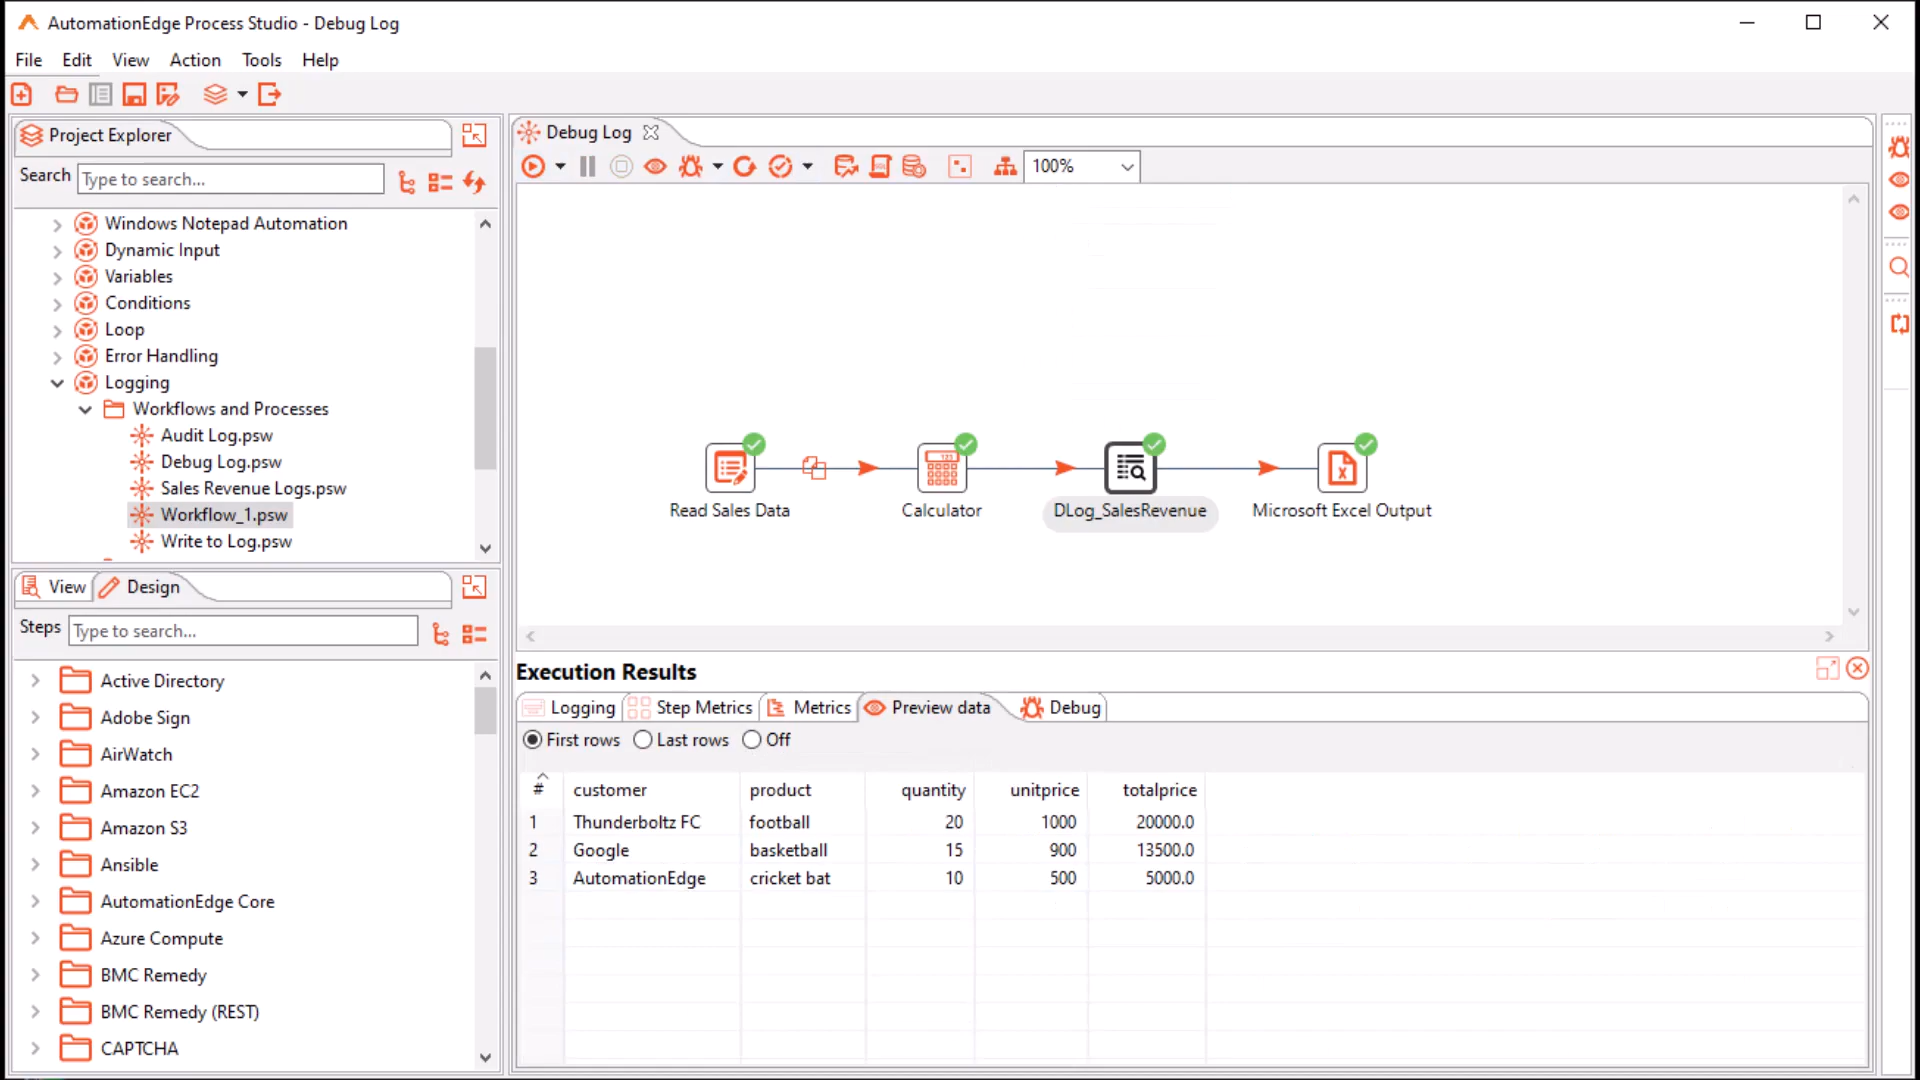 AutomationEdge Process Studio - Debug Log
File Edit View Action Tools Help
Project Explorer
Search Type to search...
Windows Notepad Automation
Dynamic Input
Variables
Conditions
Loop
Error Handling
Logging
Workflows and Processes
Audit Log.psw
Debug Log.psw
Sales Revenue Logs.psw
Workflow_1.psw
Write to Log.psw
View Design
Steps Type to search...
Active Directory
Adobe Sign
AirWatch
Amazon EC2
Amazon S3
Ansible
AutomationEdge Core
Azure Compute
BMC Remedy
BMC Remedy (REST)
CAPTCHA
Debug Log
100%
123
Read Sales Data Calculator DLog_SalesRevenue Microsoft Excel Output
Execution Results
Logging Step Metrics Metrics Preview data Debug
First rows Last rows Off
# customer product quantity unitprice totalprice
1 Thunderboltz FC football 20 1000 20000.0
2 Google basketball 15 900 13500.0
3 AutomationEdge cricket bat 10 500 5000.0